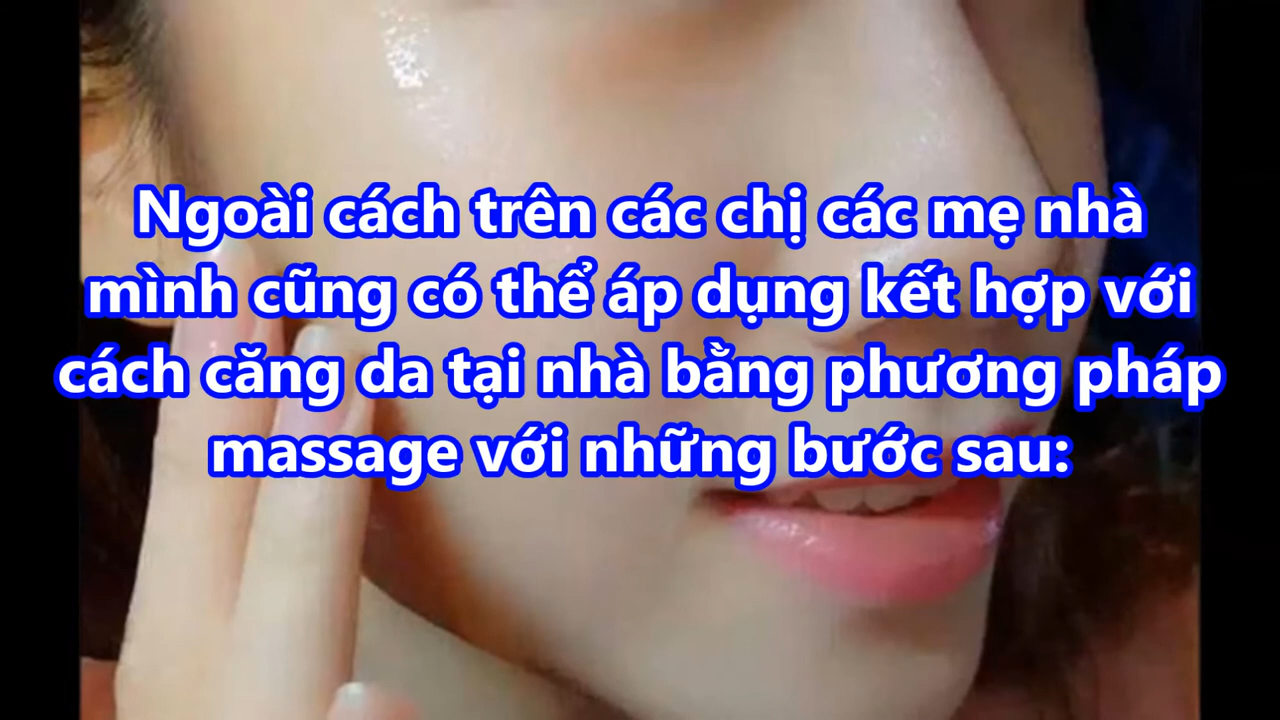 Ngoài cách trên các chị các mẹ nhà
mình cũng có thể áp dụng kết hợp với
cách căng da tại nhà bằng phương pháp
massage với những bước sau: